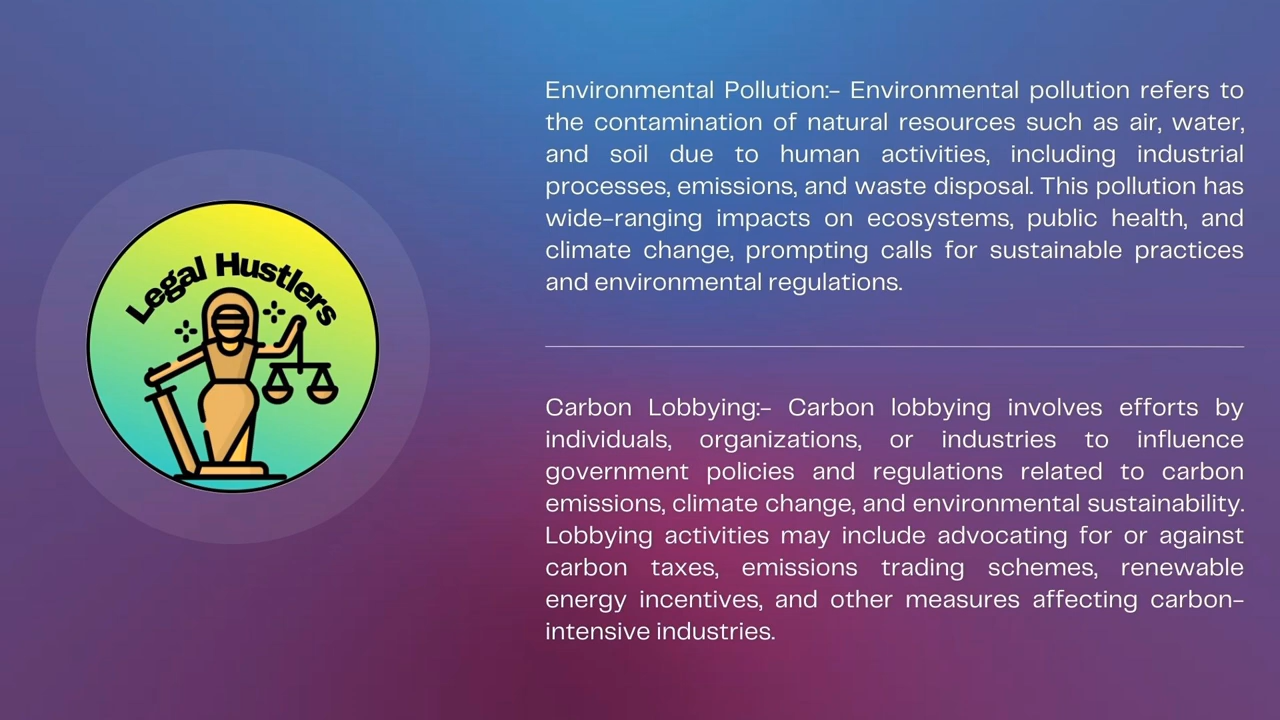 Legal Hustlers
Environmental Pollution:- Environmental pollution refers to
the contamination of natural resources such as air, water,
and soil due to human activities, including industrial
processes, emissions, and waste disposal. This pollution has
wide-ranging impacts on ecosystems, public health, and
climate change, prompting calls for sustainable practices
and environmental regulations.
Carbon Lobbying:- Carbon lobbying involves efforts by
individuals, organizations, or industries to influence
government policies and regulations related to carbon
emissions, climate change, and environmental sustainability.
Lobbying activities may include advocating for or against
carbon taxes, emissions trading schemes, renewable
energy incentives, and other measures affecting carbon-
intensive industries.